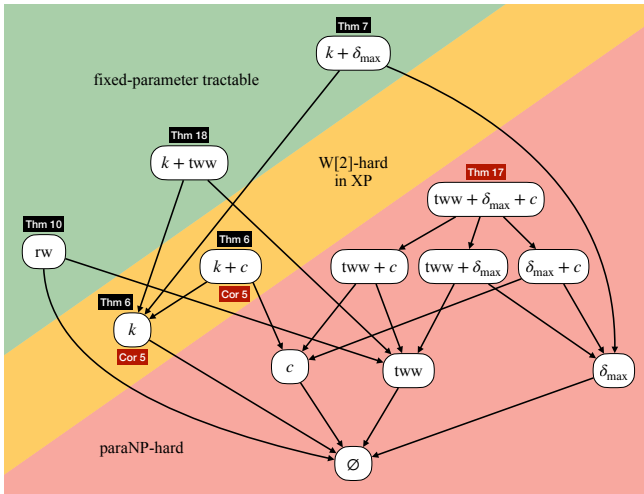 Thm 7
k + δmax
fixed-parameter tractable
Thm 18
k + tww
W[2]-hard
in XP
Thm 17
tww + δmax + c
Thm 10
rw
Thm 6
k + c
Cor 5
tww + c
tww + δmax
δmax + c
Thm 6
k
Cor 5
c
tww
δmax
paraNP-hard
∅